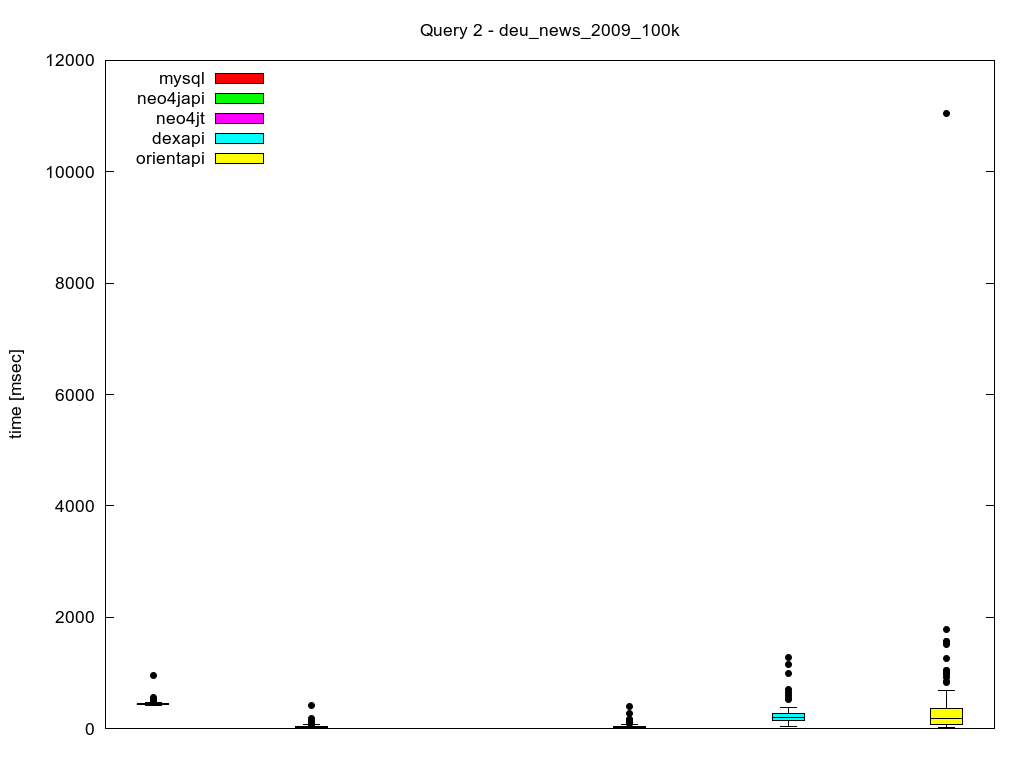 Query 2 - deu_news_2009_100k
12000
10000
8000
6000
4000
2000
0
time [msec]
mysql
neo4japi
neo4jt
dexapi
orientapi